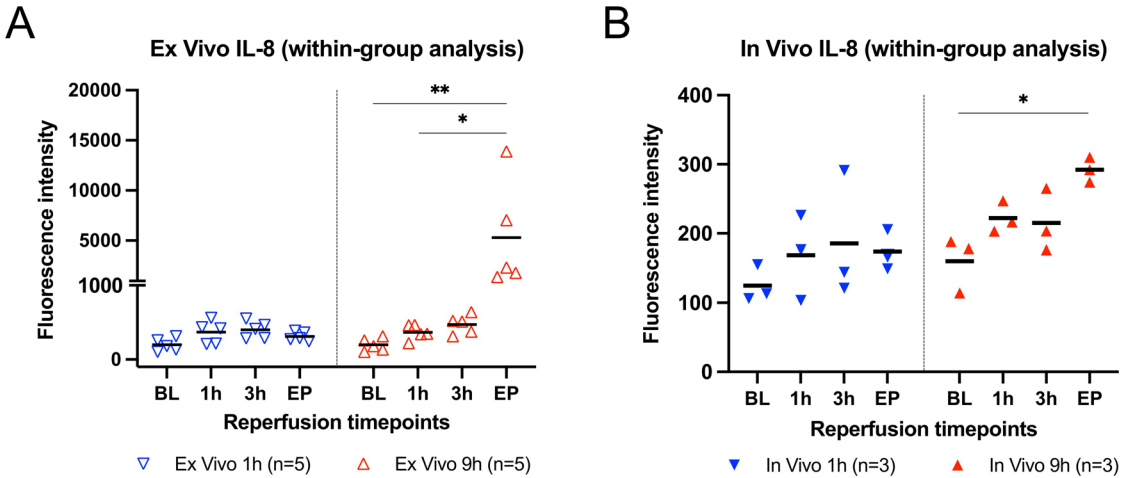 A
Ex Vivo IL-8 (within-group analysis)
Fluorescence intensity
20000
15000
10000
5000
1000
0
**
*
BL 1h 3h EP BL 1h 3h EP
Reperfusion timepoints
Ex Vivo 1h (n=5) Ex Vivo 9h (n=5)
B
In Vivo IL-8 (within-group analysis)
Fluorescence intensity
400
300
200
100
0
*
BL 1h 3h EP BL 1h 3h EP
Reperfusion timepoints
In Vivo 1h (n=3) In Vivo 9h (n=3)